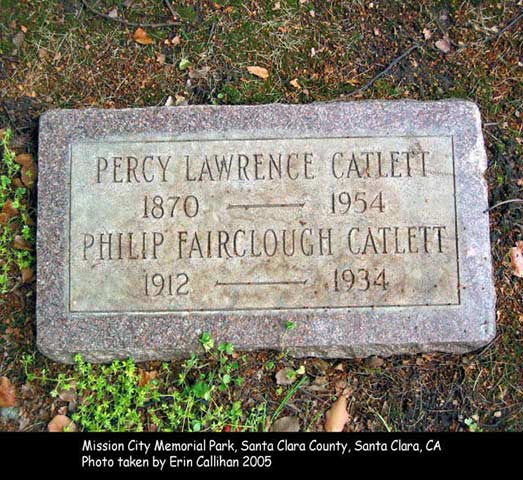 PERCY LAWRENCE CATLETT
1870 — 1954
PHILIP FAIRCLOUGH CATLETT
1912 — 1934
Mission City Memorial Park, Santa Clara County, Santa Clara, CA
Photo taken by Erin Callihan 2005